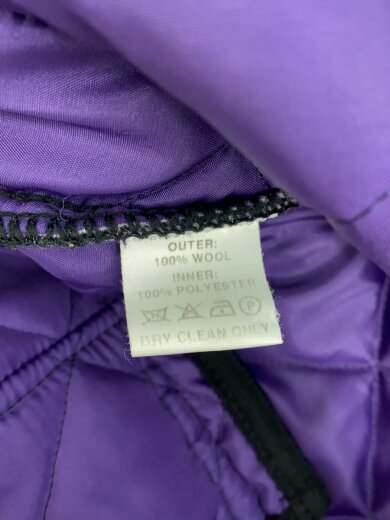 OUTER:
100% WOOL
INNER:
100% POLYESTER
P
DRY CLEAN ONLY